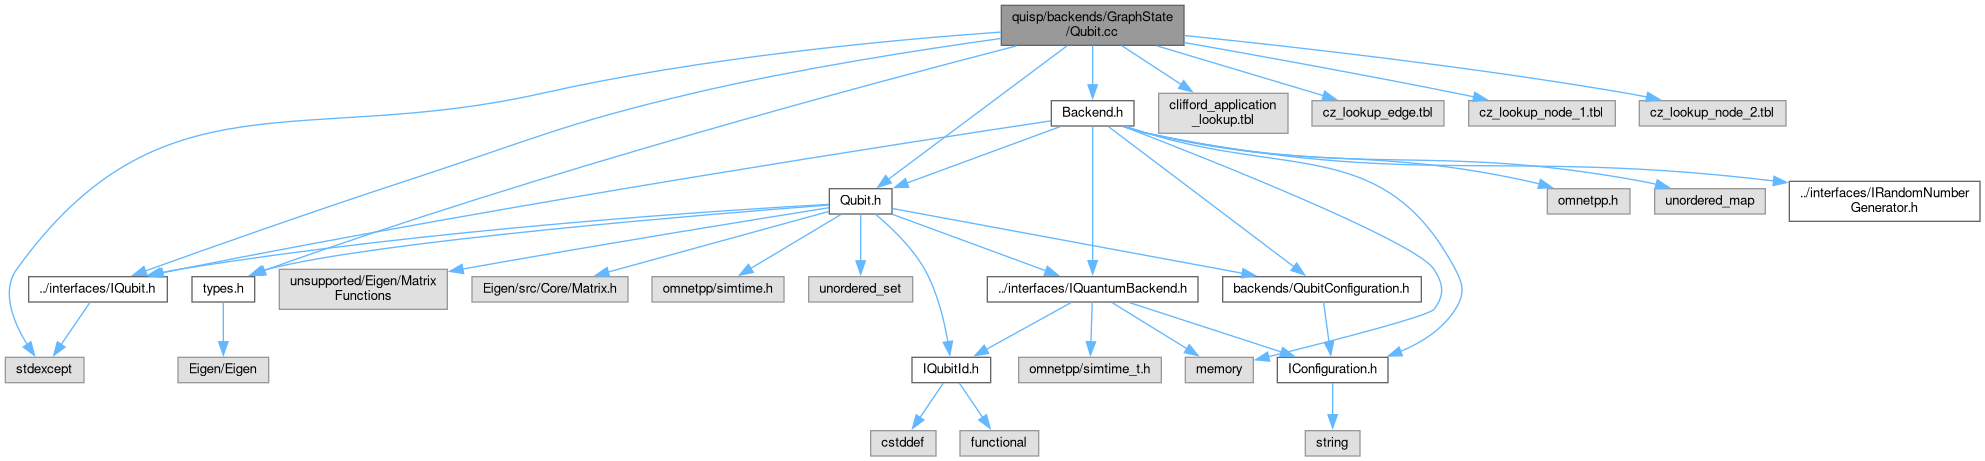 quisp/backends/GraphState
/Qubit.cc
Backend.h
clifford_application
_lookup.tbl
cz_lookup_edge.tbl
cz_lookup_node_1.tbl
cz_lookup_node_2.tbl
Qubit.h
omnetpp.h
unordered_map
../interfaces/IRandomNumber
Generator.h
../interfaces/IQubit.h
types.h
unsupported/Eigen/Matrix
Functions
Eigen/src/Core/Matrix.h
omnetpp/simtime.h
unordered_set
../interfaces/IQuantumBackend.h
backends/QubitConfiguration.h
stdexcept
Eigen/Eigen
IQubitId.h
omnetpp/simtime_t.h
memory
IConfiguration.h
cstddef
functional
string